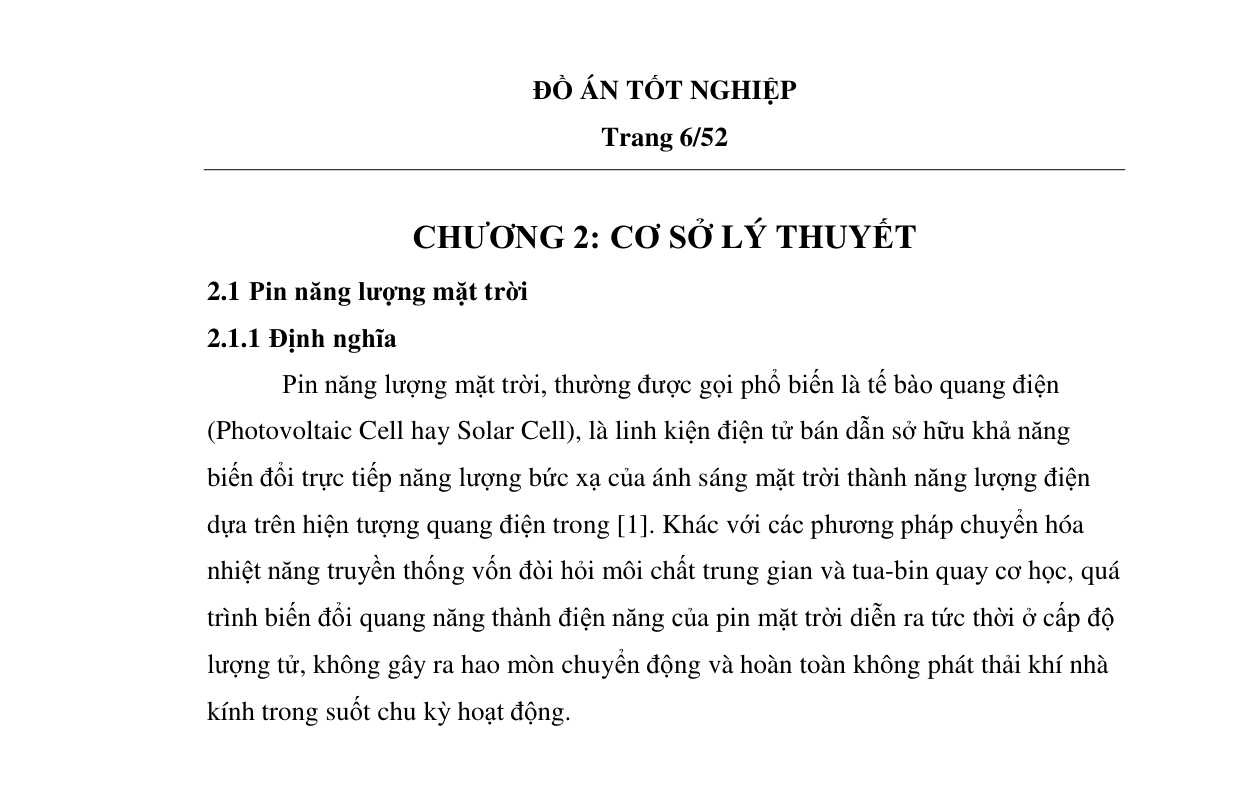 ĐỒ ÁN TỐT NGHIỆP
Trang 6/52
CHƯƠNG 2: CƠ SỞ LÝ THUYẾT
2.1 Pin năng lượng mặt trời
2.1.1 Định nghĩa
Pin năng lượng mặt trời, thường được gọi phổ biến là tế bào quang điện
(Photovoltaic Cell hay Solar Cell), là linh kiện điện tử bán dẫn sở hữu khả năng
biến đổi trực tiếp năng lượng bức xạ của ánh sáng mặt trời thành năng lượng điện
dựa trên hiện tượng quang điện trong [1]. Khác với các phương pháp chuyển hóa
nhiệt năng truyền thống vốn đòi hỏi môi chất trung gian và tua-bin quay cơ học, quá
trình biến đổi quang năng thành điện năng của pin mặt trời diễn ra tức thời ở cấp độ
lượng tử, không gây ra hao mòn chuyển động và hoàn toàn không phát thải khí nhà
kính trong suốt chu kỳ hoạt động.